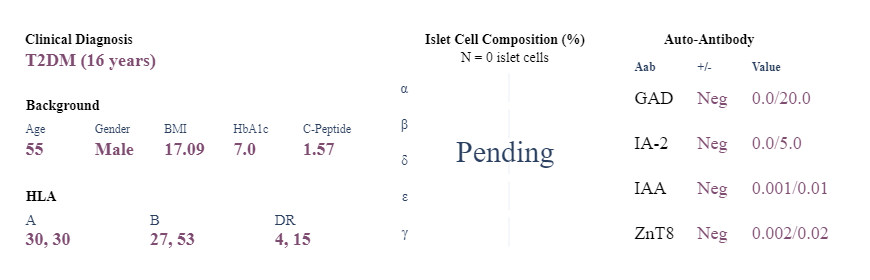 Clinical Diagnosis
T2DM (16 years)
Background
Age Gender BMI HbA1c C-Peptide
55 Male 17.09 7.0 1.57
HLA
A B DR
30, 30 27, 53 4, 15
Islet Cell Composition (%)
N = 0 islet cells
α
β
Pending
δ
ε
γ
Auto-Antibody
Aab +/- Value
GAD Neg 0.0/20.0
IA-2 Neg 0.0/5.0
IAA Neg 0.001/0.01
ZnT8 Neg 0.002/0.02